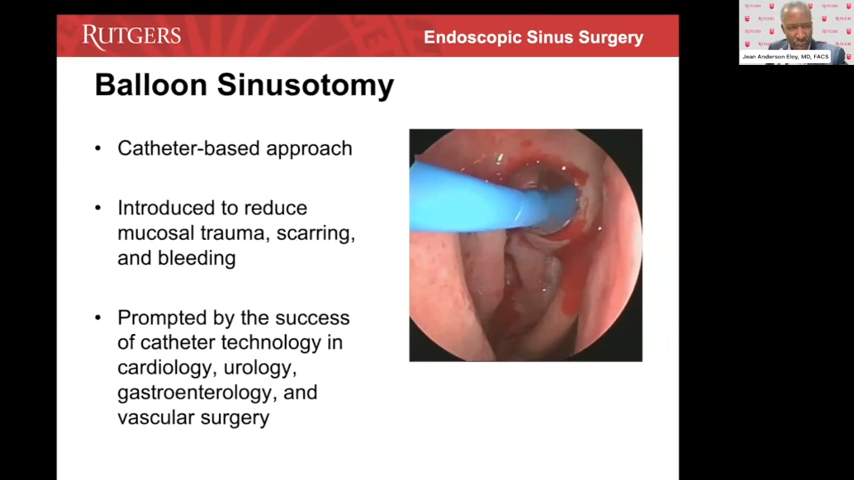 RUTGERS
Endoscopic Sinus Surgery
Balloon Sinusotomy
• Catheter-based approach
• Introduced to reduce
mucosal trauma, scarring,
and bleeding
• Prompted by the success
of catheter technology in
cardiology, urology,
gastroenterology, and
vascular surgery
Jean Anderson Eloy, MD, FACS